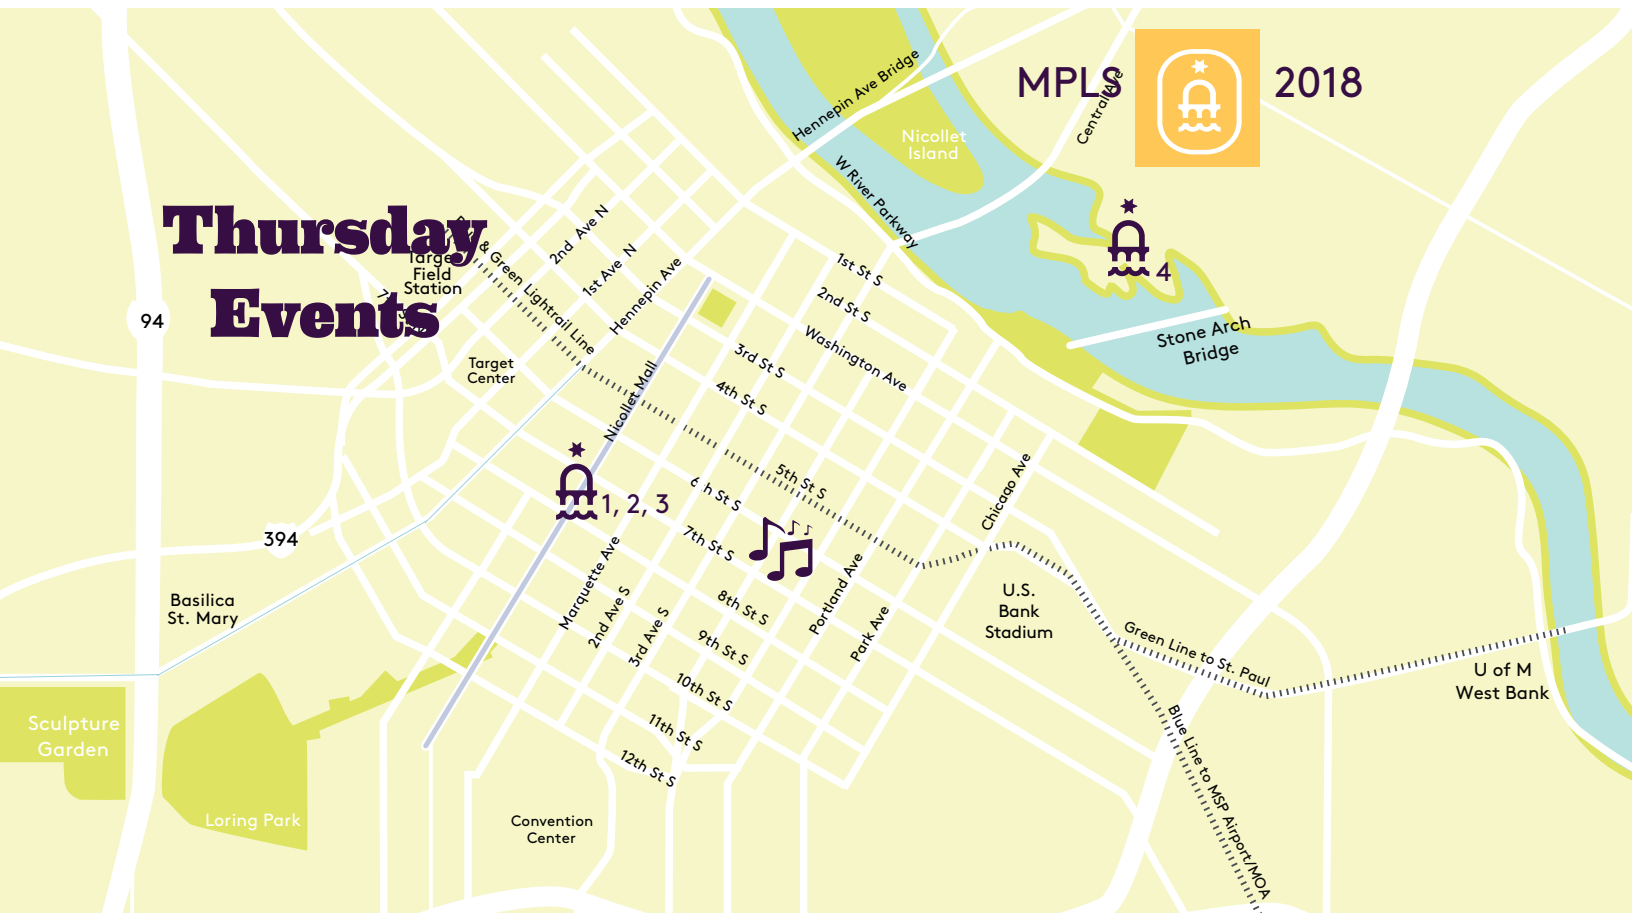 MPLS
2018
Thursday
Events
Hennepin Ave Bridge
Central Ave
Nicollet
Island
W River Parkway
2nd Ave N
1st Ave N
Hennepin Ave
& Green Lightrail Line
Target
Field
Station
Target
Center
94
394
Nicollet Mall
1st St S
2nd St S
Washington Ave
3rd St S
4th St S
5th St S
6 h St S
7th St S
8th St S
9th St S
10th St S
11th St S
12th St S
4
Stone Arch
Bridge
1, 2, 3
Marquette Ave
2nd Ave S
3rd Ave S
Portland Ave
Park Ave
Chicago Ave
U.S.
Bank
Stadium
Green Line to St. Paul
Blue Line to MSP Airport/MOA
U of M
West Bank
Basilica
St. Mary
Sculpture
Garden
Loring Park
Convention
Center